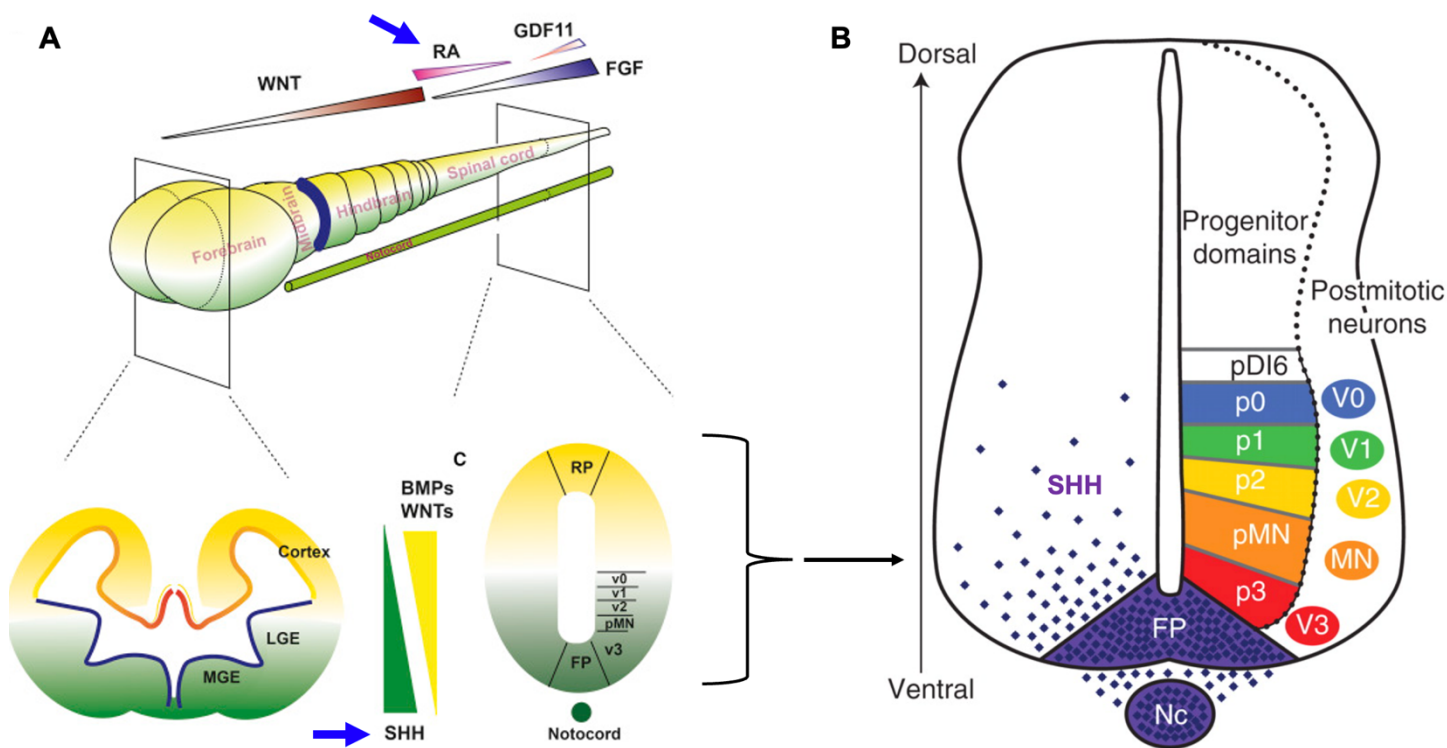 A
RA
GDF11
WNT
FGF
Forebrain
Midbrain
Hindbrain
Spinal cord
Notocord
Cortex
LGE
MGE
C
BMPs
WNTs
SHH
RP
v0
v1
v2
pMN
v3
FP
Notocord
B
Dorsal
Ventral
Progenitor
domains
Postmitotic
neurons
pDI6
p0
V0
p1
V1
p2
V2
pMN
MN
p3
V3
SHH
FP
Nc